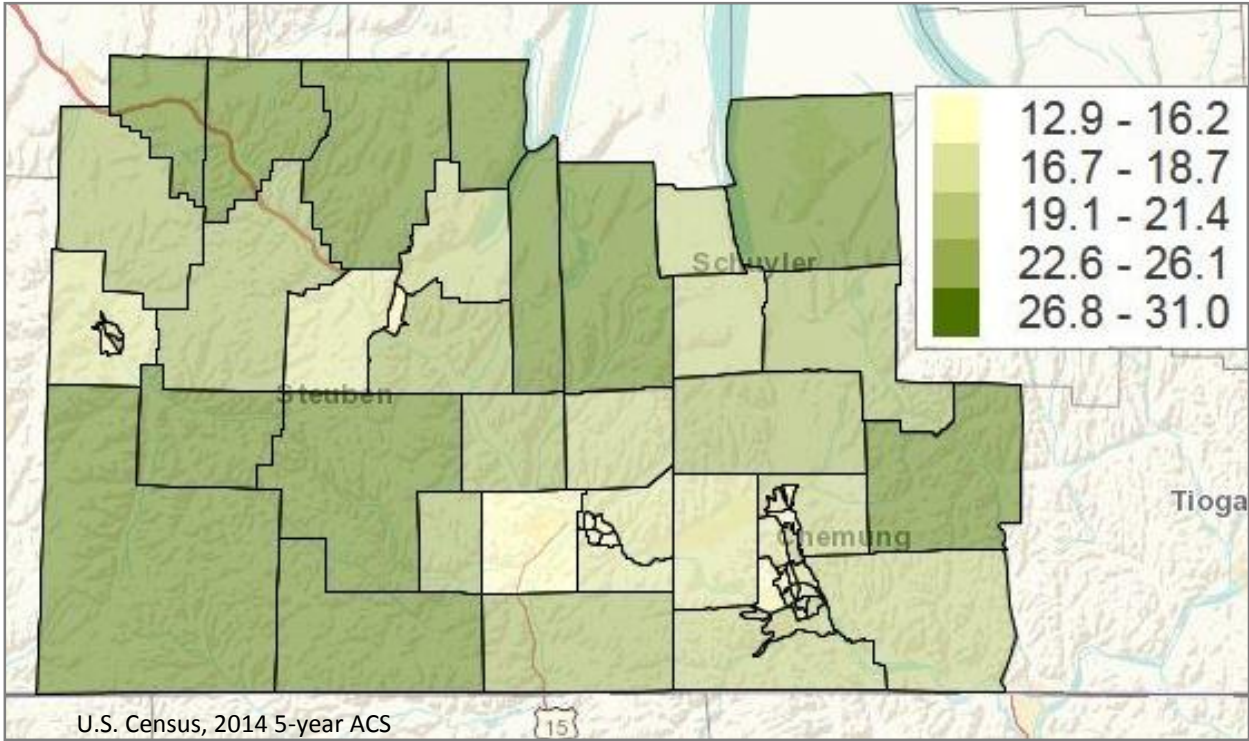 12.9 - 16.2
16.7 - 18.7
19.1 - 21.4
22.6 - 26.1
26.8 - 31.0
Schuyler
Steuben
Tioga
Chemung
U.S. Census, 2014 5-year ACS
15